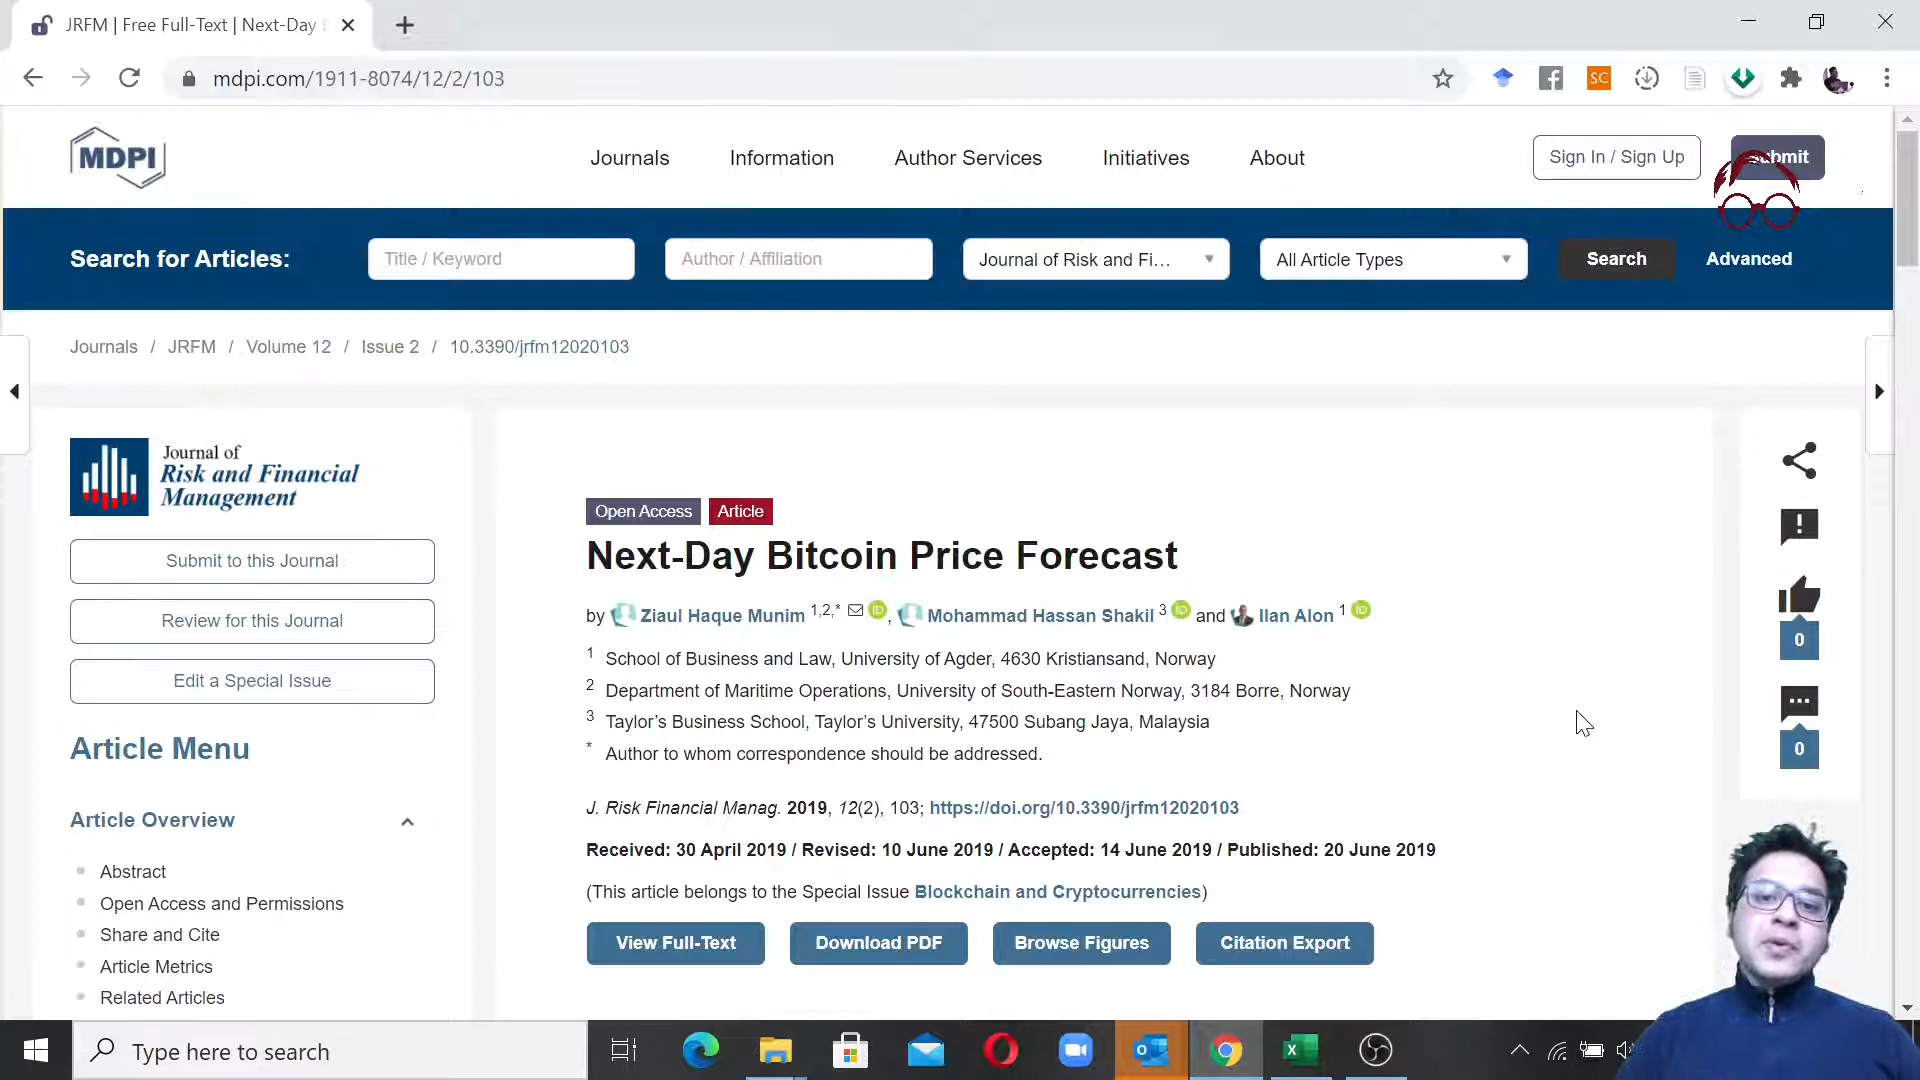 JRFM | Free Full-Text | Next-Day
mdpi.com/1911-8074/12/2/103
SC
MDPI
Journals
Information
Author Services
Initiatives
About
Sign In / Sign Up
Submit
Search for Articles:
Title / Keyword
Author / Affiliation
Journal of Risk and Fi...
All Article Types
Search
Advanced
Journals / JRFM / Volume 12 / Issue 2 / 10.3390/jrfm12020103
Journal of
Risk and Financial
Management
Submit to this Journal
Review for this Journal
Edit a Special Issue
Article Menu
Article Overview
Abstract
Open Access and Permissions
Share and Cite
Article Metrics
Related Articles
Open Access Article
Next-Day Bitcoin Price Forecast
by Ziaul Haque Munim 1,2,* iD, Mohammad Hassan Shakil 3 iD and Ilan Alon 1 iD
1 School of Business and Law, University of Agder, 4630 Kristiansand, Norway
2 Department of Maritime Operations, University of South-Eastern Norway, 3184 Borre, Norway
3 Taylor's Business School, Taylor's University, 47500 Subang Jaya, Malaysia
* Author to whom correspondence should be addressed.
J. Risk Financial Manag. 2019, 12(2), 103; https://doi.org/10.3390/jrfm12020103
Received: 30 April 2019 / Revised: 10 June 2019 / Accepted: 14 June 2019 / Published: 20 June 2019
(This article belongs to the Special Issue Blockchain and Cryptocurrencies)
View Full-Text
Download PDF
Browse Figures
Citation Export
0
0
Type here to search